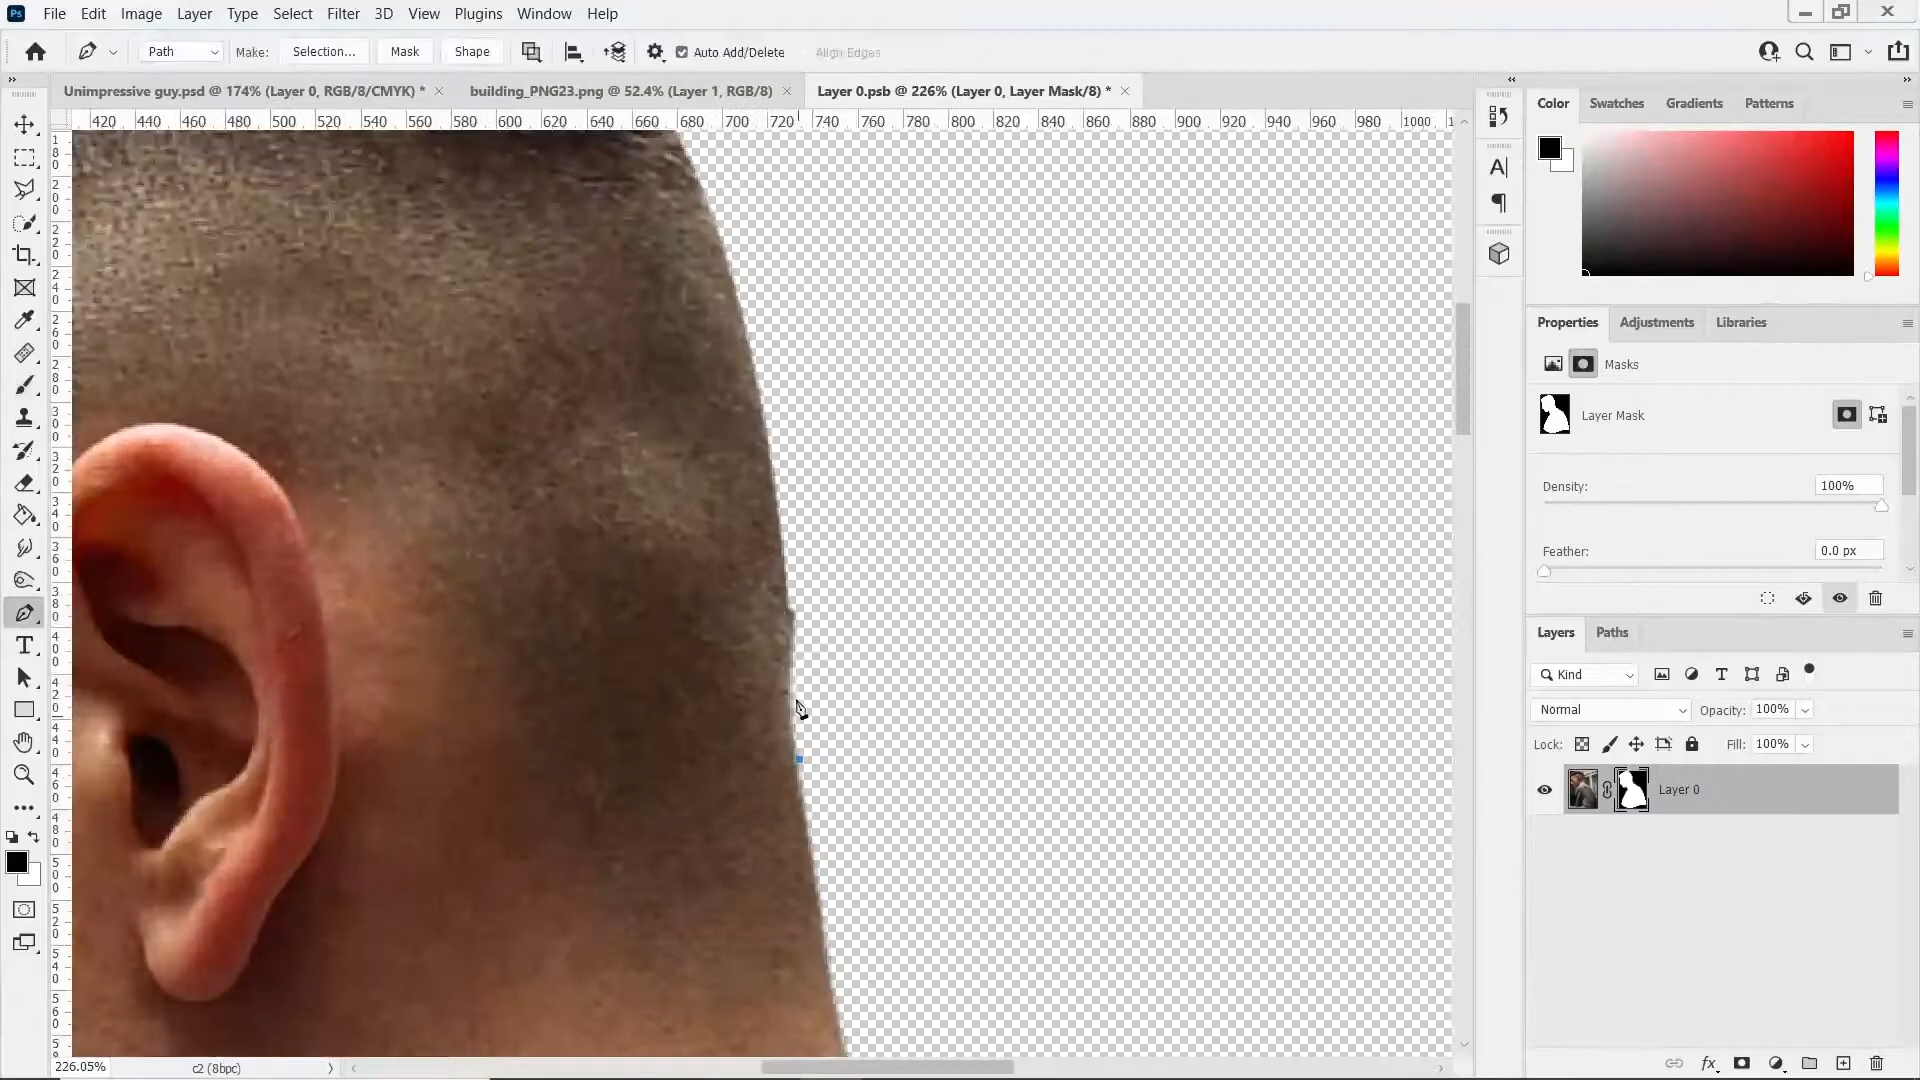 Ps File Edit Image Layer Type Select Filter 3D View Plugins Window Help
Path Make: Selection... Mask Shape Auto Add/Delete Align Edges
Unimpressive guy.psd @ 174% (Layer 0, RGB/8/CMYK) * building_PNG23.png @ 52.4% (Layer 1, RGB/8) Layer 0.psb @ 226% (Layer 0, Layer Mask/8) *
420 440 460 480 500 520 540 560 580 600 620 640 660 680 700 720 740 760 780 800 820 840 860 880 900 920 940 960 980 1000
Color Swatches Gradients Patterns
Properties Adjustments Libraries
Masks
Layer Mask
Density: 100%
Feather: 0.0 px
Layers Paths
Kind
Normal Opacity: 100%
Lock: Fill: 100%
Layer 0
fx
226.05% c2 (8bpc)